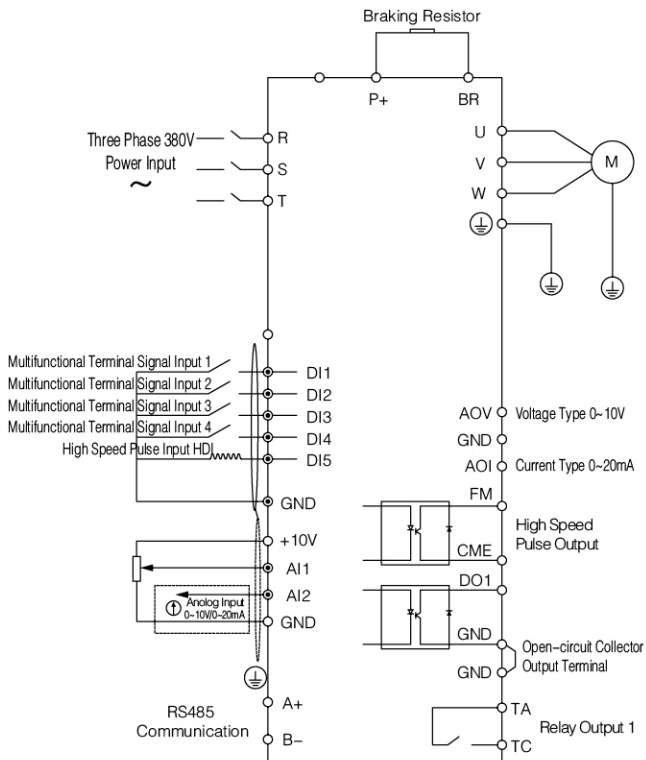 Braking Resistor
P+
BR
Three Phase 380V
Power Input
~
R
S
T
U
V
W
M
Multifunctional Terminal Signal Input 1
Multifunctional Terminal Signal Input 2
Multifunctional Terminal Signal Input 3
Multifunctional Terminal Signal Input 4
High Speed Pulse Input HDI
DI1
DI2
DI3
DI4
DI5
GND
+10V
AI1
AI2
Anolog Input
0~10V/0~20mA
GND
RS485
Communication
A+
B-
AOV
Voltage Type 0~10V
GND
AOI
Current Type 0~20mA
FM
High Speed
Pulse Output
CME
DO1
GND
Open-circuit Collector
Output Terminal
GND
TA
Relay Output 1
TC